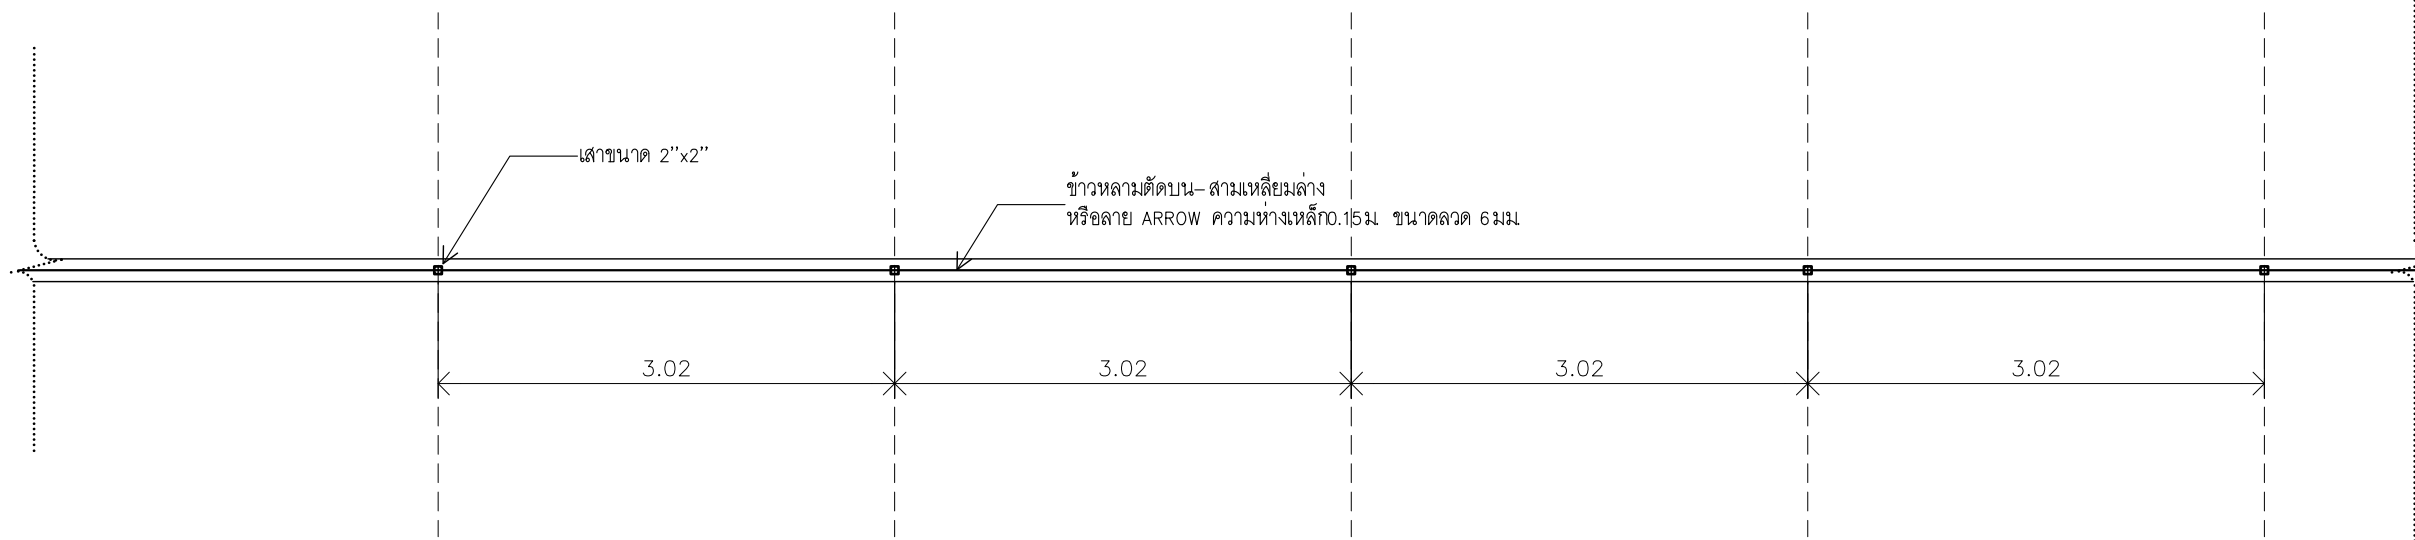 เสาขนาด 2''x2''
ข้าวหลามตัดบน-สามเหลี่ยมล่าง
หรือลาย ARROW ความห่างเหล็ก0.15ม. ขนาดลวด 6มม.
3.02 3.02 3.02 3.02